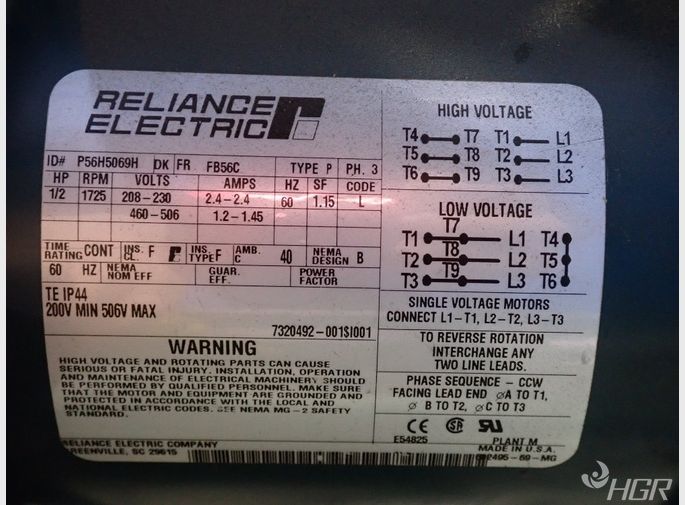 RELIANCE
ELECTRIC
ID# P56H5069H DK FR FB56C TYPE P PH. 3
HP RPM VOLTS AMPS HZ SF CODE
1/2 1725 208-230 2.4-2.4 60 1.15 L
460-506 1.2-1.45
TIME RATING CONT INS. CL. F INS. TYPE F AMB. C 40 NEMA DESIGN B
60 HZ NEMA NOM EFF GUAR. EFF. POWER FACTOR
TE IP44
200V MIN 506V MAX
7320492-001SI001
WARNING
HIGH VOLTAGE AND ROTATING PARTS CAN CAUSE
SERIOUS OR FATAL INJURY. INSTALLATION, OPERATION
AND MAINTENANCE OF ELECTRICAL MACHINERY SHOULD
BE PERFORMED BY QUALIFIED PERSONNEL. MAKE SURE
THAT THE MOTOR AND EQUIPMENT ARE GROUNDED AND
PROTECTED IN ACCORDANCE WITH THE LOCAL AND
NATIONAL ELECTRIC CODES. SEE NEMA MG-2 SAFETY
STANDARD.
RELIANCE ELECTRIC COMPANY
GREENVILLE, SC 29615
HIGH VOLTAGE
T4 T7 T1 L1
T5 T8 T2 L2
T6 T9 T3 L3
LOW VOLTAGE
T7
T1 L1 T4
T8
T2 L2 T5
T9
T3 L3 T6
SINGLE VOLTAGE MOTORS
CONNECT L1-T1, L2-T2, L3-T3
TO REVERSE ROTATION
INTERCHANGE ANY
TWO LINE LEADS.
PHASE SEQUENCE - CCW
FACING LEAD END øA TO T1,
ø B TO T2, ø C TO T3
CE SA UR
E54825
PLANT M
MADE IN U.S.A.
HGR